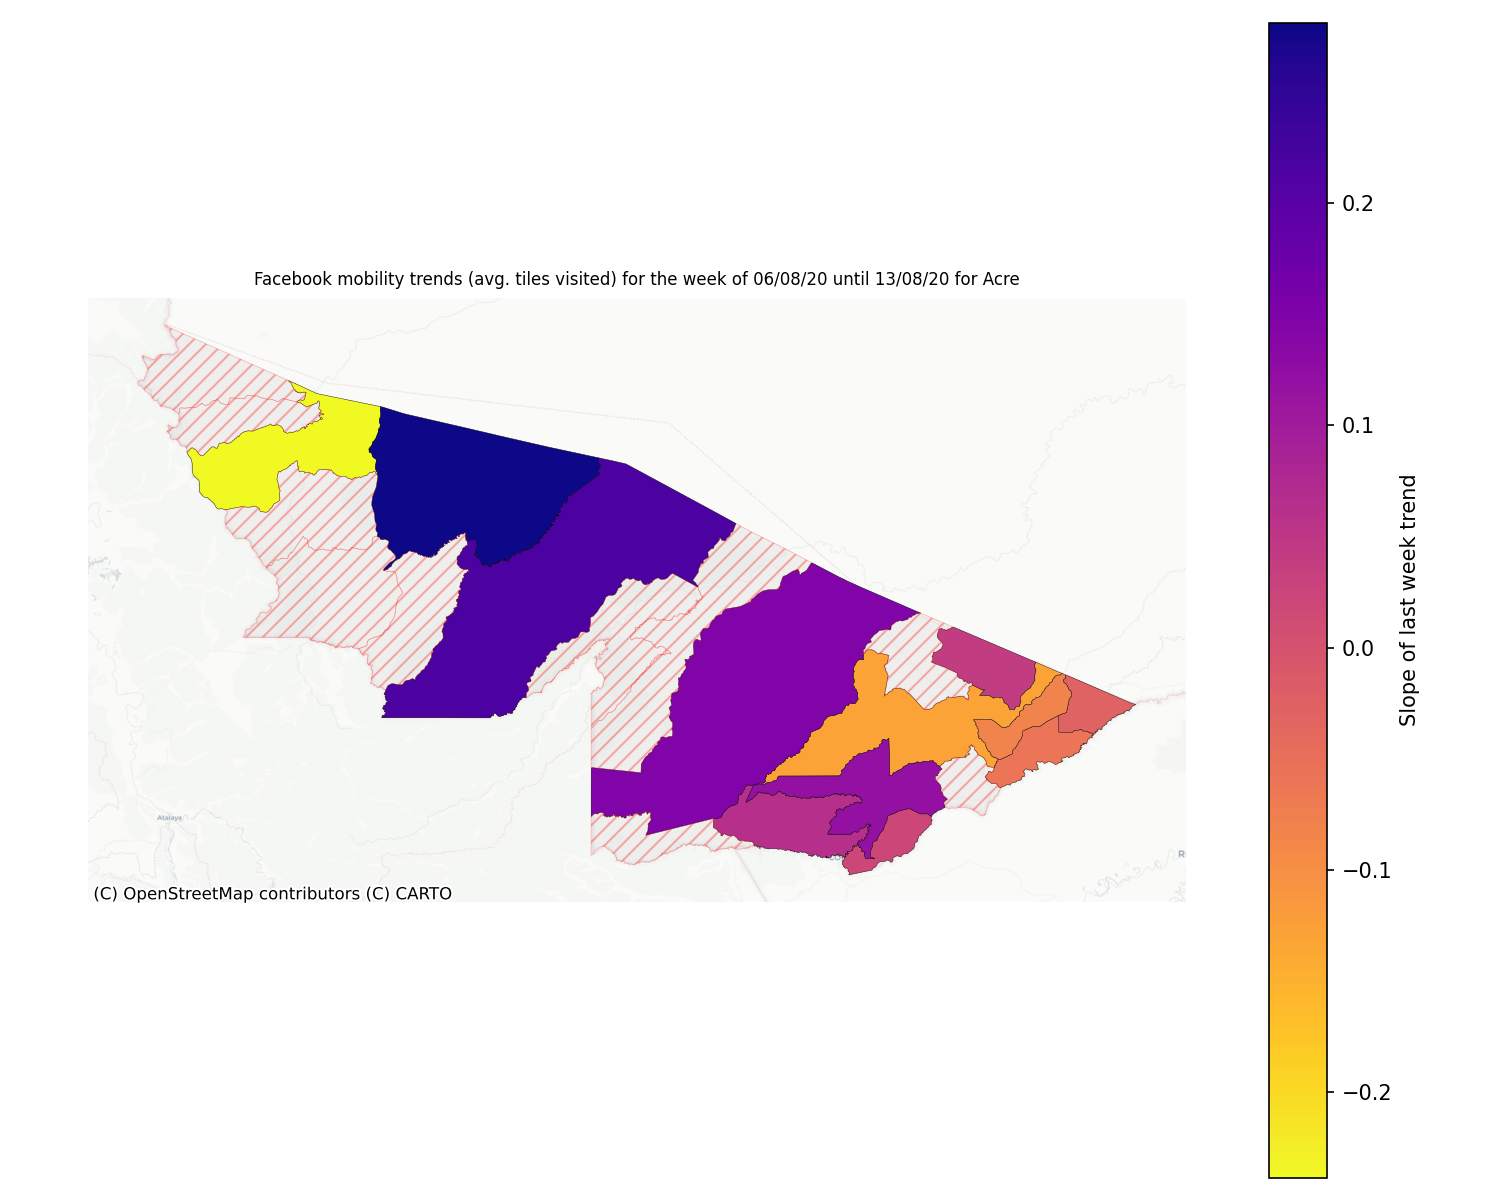 Facebook mobility trends (avg. tiles visited) for the week of 06/08/20 until 13/08/20 for Acre
0.2
0.1
0.0
−0.1
−0.2
Slope of last week trend
Atalaya
(C) OpenStreetMap contributors (C) CARTO